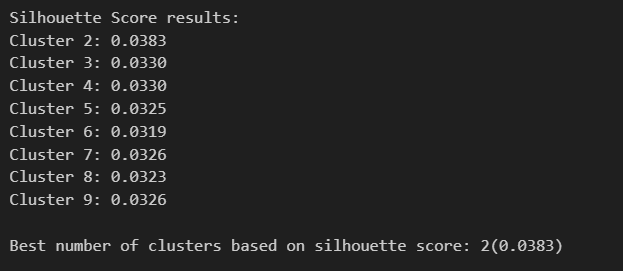 Silhouette Score results:
Cluster 2: 0.0383
Cluster 3: 0.0330
Cluster 4: 0.0330
Cluster 5: 0.0325
Cluster 6: 0.0319
Cluster 7: 0.0326
Cluster 8: 0.0323
Cluster 9: 0.0326
Best number of clusters based on silhouette score: 2(0.0383)